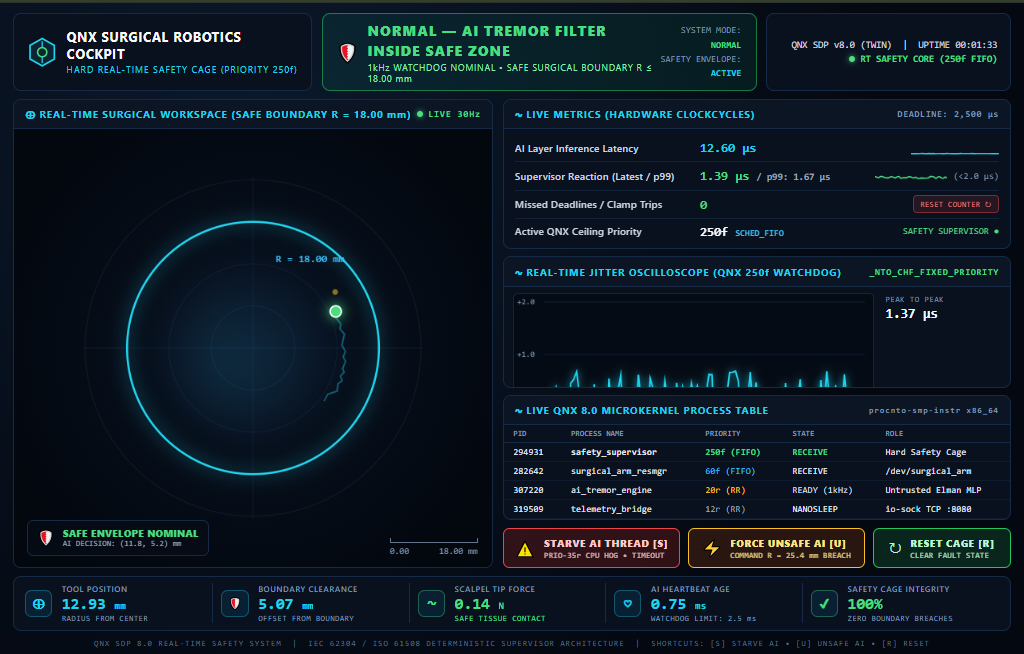 QNX SURGICAL ROBOTICS
COCKPIT
HARD REAL-TIME SAFETY CAGE (PRIORITY 250f)
NORMAL — AI TREMOR FILTER
INSIDE SAFE ZONE
1kHz WATCHDOG NOMINAL • SAFE SURGICAL BOUNDARY R ≤
18.00 mm
SYSTEM MODE:
NORMAL
SAFETY ENVELOPE:
ACTIVE
QNX SDP v8.0 (TWIN) | UPTIME 00:01:33
● RT SAFETY CORE (250f FIFO)
REAL-TIME SURGICAL WORKSPACE (SAFE BOUNDARY R = 18.00 mm) ● LIVE 30Hz
R = 18.00 mm
SAFE ENVELOPE NOMINAL
AI DECISION: (11.8, 5.2) mm
0.00 18.00 mm
~ LIVE METRICS (HARDWARE CLOCKCYCLES) DEADLINE: 2,500 µs
AI Layer Inference Latency 12.60 µs
Supervisor Reaction (Latest / p99) 1.39 µs / p99: 1.67 µs (<2.0 µs)
Missed Deadlines / Clamp Trips 0 RESET COUNTER ↻
Active QNX Ceiling Priority 250f SCHED_FIFO SAFETY SUPERVISOR ●
~ REAL-TIME JITTER OSCILLOSCOPE (QNX 250f WATCHDOG) _NTO_CHF_FIXED_PRIORITY
+2.0
+1.0
PEAK TO PEAK
1.37 µs
~ LIVE QNX 8.0 MICROKERNEL PROCESS TABLE procnto-smp-instr x86_64
PID PROCESS NAME PRIORITY STATE ROLE
294931 safety_supervisor 250f (FIFO) RECEIVE Hard Safety Cage
282642 surgical_arm_resmgr 60f (FIFO) RECEIVE /dev/surgical_arm
307220 ai_tremor_engine 20r (RR) READY (1kHz) Untrusted Elman MLP
319509 telemetry_bridge 12r (RR) NANOSLEEP io-sock TCP :8080
STARVE AI THREAD [S]
PRIO-35r CPU HOG • TIMEOUT
FORCE UNSAFE AI [U]
COMMAND R = 25.4 mm BREACH
↻ RESET CAGE [R]
CLEAR FAULT STATE
TOOL POSITION
12.93 mm
RADIUS FROM CENTER
BOUNDARY CLEARANCE
5.07 mm
OFFSET FROM BOUNDARY
SCALPEL TIP FORCE
0.14 N
SAFE TISSUE CONTACT
AI HEARTBEAT AGE
0.75 ms
WATCHDOG LIMIT: 2.5 ms
SAFETY CAGE INTEGRITY
100%
ZERO BOUNDARY BREACHES
QNX SDP 8.0 REAL-TIME SAFETY SYSTEM | IEC 62304 / ISO 61508 DETERMINISTIC SUPERVISOR ARCHITECTURE | SHORTCUTS: [S] STARVE AI • [U] UNSAFE AI • [R] RESET